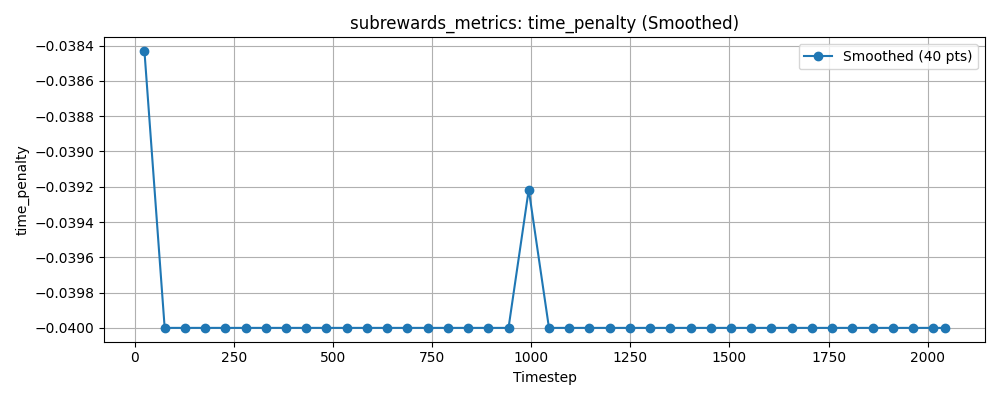 subrewards_metrics: time_penalty (Smoothed)
Smoothed (40 pts)
time_penalty
−0.0384
−0.0386
−0.0388
−0.0390
−0.0392
−0.0394
−0.0396
−0.0398
−0.0400
0 250 500 750 1000 1250 1500 1750 2000
Timestep